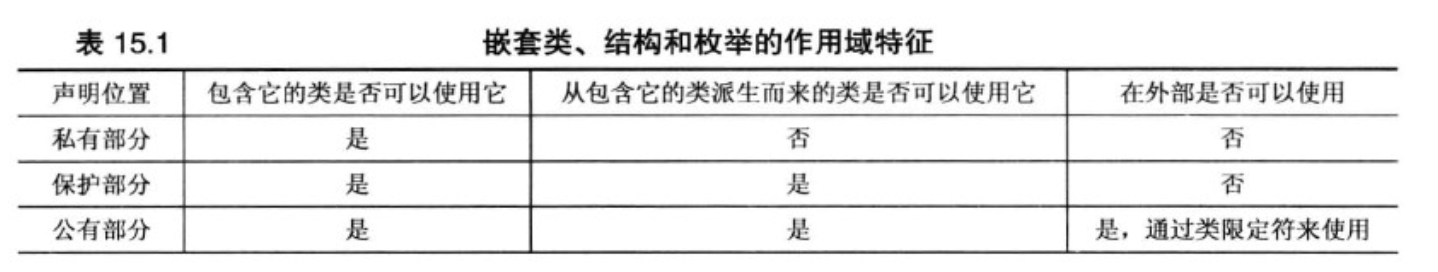 表 15.1 嵌套类、结构和枚举的作用域特征
声明位置 包含它的类是否可以使用它 从包含它的类派生而来的类是否可以使用它 在外部是否可以使用
私有部分 是 否 否
保护部分 是 是 否
公有部分 是 是 是，通过类限定符来使用